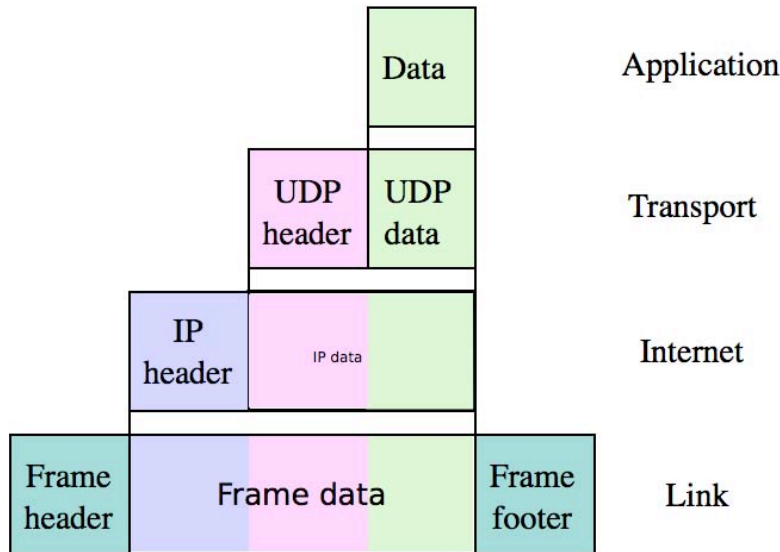 Data
Application
UDP
header
UDP
data
Transport
IP
header
IP data
Internet
Frame
header
Frame data
Frame
footer
Link